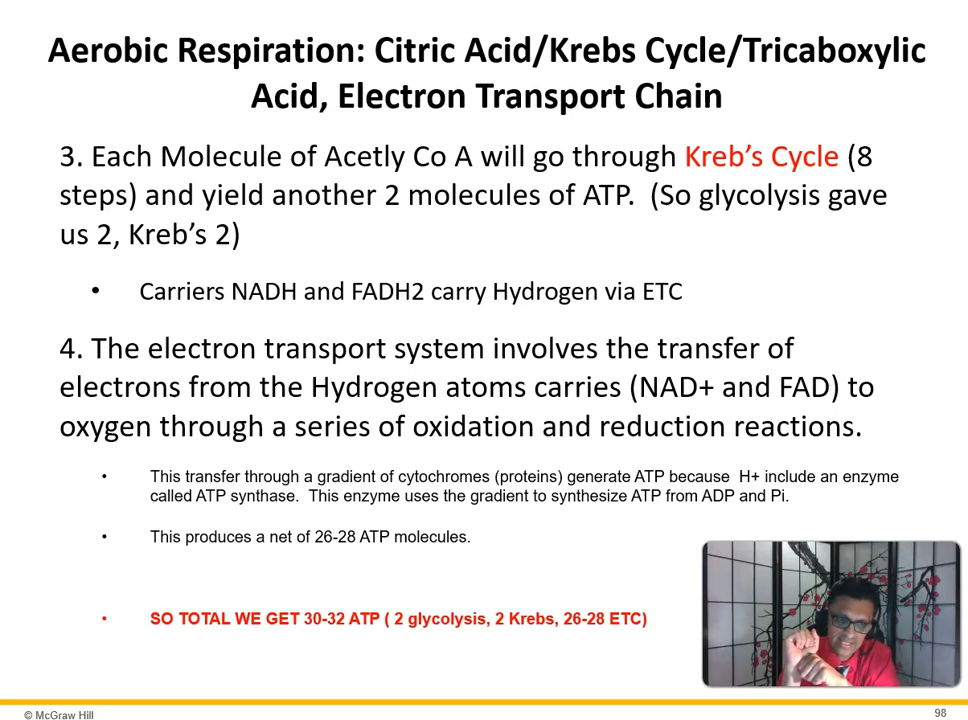 Aerobic Respiration: Citric Acid/Krebs Cycle/Tricaboxylic
Acid, Electron Transport Chain
3. Each Molecule of Acetly Co A will go through Kreb’s Cycle (8
steps) and yield another 2 molecules of ATP.  (So glycolysis gave
us 2, Kreb’s 2)
• Carriers NADH and FADH2 carry Hydrogen via ETC
4. The electron transport system involves the transfer of
electrons from the Hydrogen atoms carries (NAD+ and FAD) to
oxygen through a series of oxidation and reduction reactions.
• This transfer through a gradient of cytochromes (proteins) generate ATP because  H+ include an enzyme
called ATP synthase.  This enzyme uses the gradient to synthesize ATP from ADP and Pi.
• This produces a net of 26-28 ATP molecules.
• SO TOTAL WE GET 30-32 ATP ( 2 glycolysis, 2 Krebs, 26-28 ETC)
© McGraw Hill
98